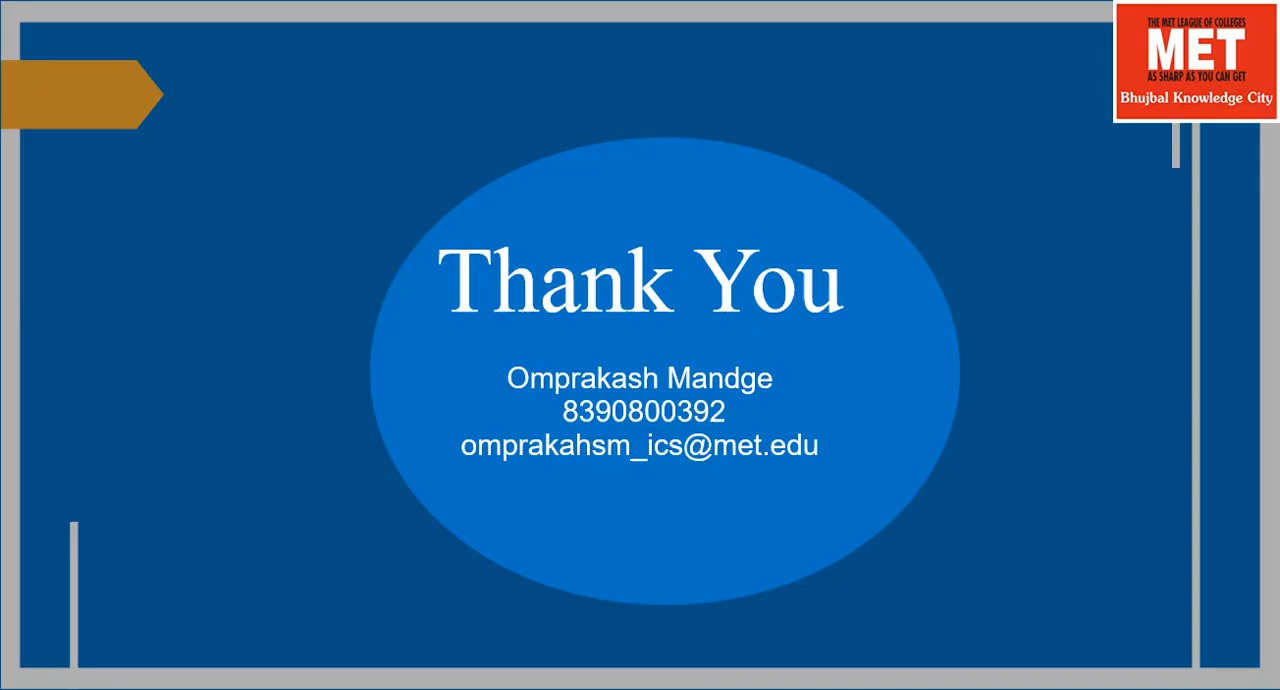 THE MET LEAGUE OF COLLEGES
MET
AS SHARP AS YOU CAN GET
Bhujbal Knowledge City
Thank You
Omprakash Mandge
8390800392
omprakahsm_ics@met.edu